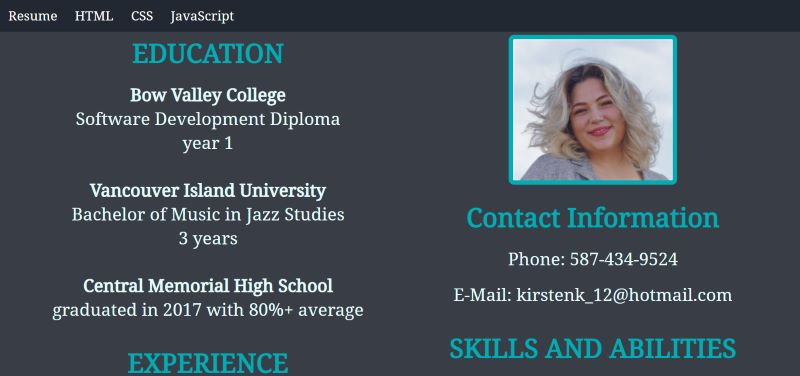 Resume HTML CSS JavaScript
EDUCATION
Bow Valley College
Software Development Diploma
year 1
Vancouver Island University
Bachelor of Music in Jazz Studies
3 years
Central Memorial High School
graduated in 2017 with 80%+ average
EXPERIENCE
Contact Information
Phone: 587-434-9524
E-Mail: kirstenk_12@hotmail.com
SKILLS AND ABILITIES